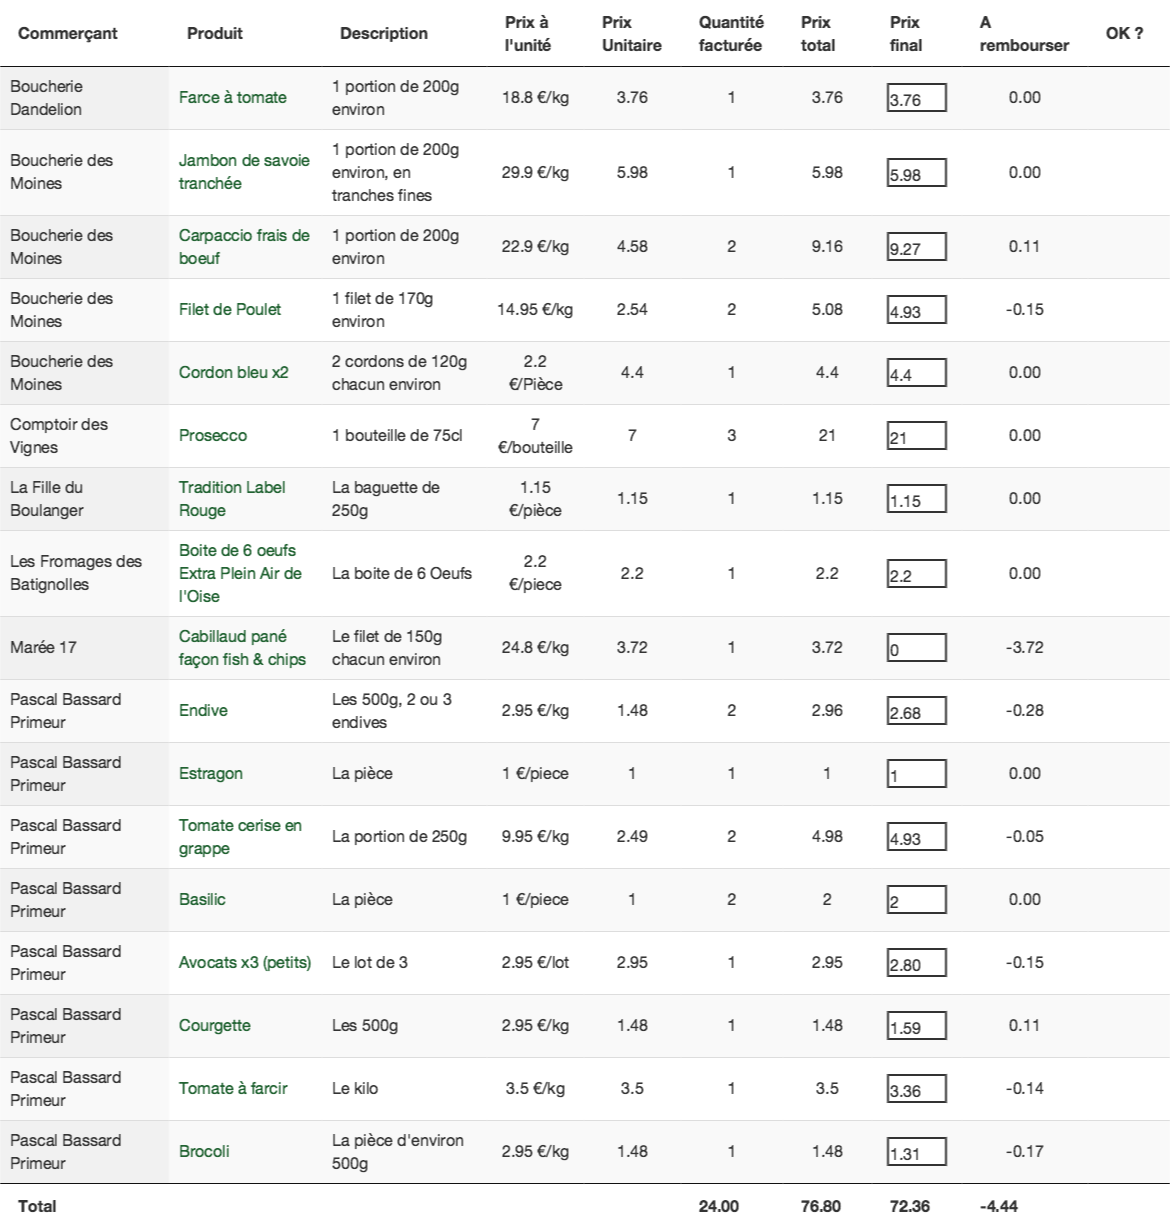 Commerçant Produit Description Prix à l'unité Prix Unitaire Quantité facturée Prix total Prix final A rembourser OK ?
Boucherie Dandelion Farce à tomate 1 portion de 200g environ 18.8 €/kg 3.76 1 3.76 3.76 0.00
Boucherie des Moines Jambon de savoie tranchée 1 portion de 200g environ, en tranches fines 29.9 €/kg 5.98 1 5.98 5.98 0.00
Boucherie des Moines Carpaccio frais de boeuf 1 portion de 200g environ 22.9 €/kg 4.58 2 9.16 9.27 0.11
Boucherie des Moines Filet de Poulet 1 filet de 170g environ 14.95 €/kg 2.54 2 5.08 4.93 -0.15
Boucherie des Moines Cordon bleu x2 2 cordons de 120g chacun environ 2.2 €/Pièce 4.4 1 4.4 4.4 0.00
Comptoir des Vignes Prosecco 1 bouteille de 75cl 7 €/bouteille 7 3 21 21 0.00
La Fille du Boulanger Tradition Label Rouge La baguette de 250g 1.15 €/pièce 1.15 1 1.15 1.15 0.00
Les Fromages des Batignolles Boite de 6 oeufs Extra Plein Air de l'Oise La boite de 6 Oeufs 2.2 €/piece 2.2 1 2.2 2.2 0.00
Marée 17 Cabillaud pané façon fish & chips Le filet de 150g chacun environ 24.8 €/kg 3.72 1 3.72 0 -3.72
Pascal Bassard Primeur Endive Les 500g, 2 ou 3 endives 2.95 €/kg 1.48 2 2.96 2.68 -0.28
Pascal Bassard Primeur Estragon La pièce 1 €/piece 1 1 1 1 0.00
Pascal Bassard Primeur Tomate cerise en grappe La portion de 250g 9.95 €/kg 2.49 2 4.98 4.93 -0.05
Pascal Bassard Primeur Basilic La pièce 1 €/piece 1 2 2 2 0.00
Pascal Bassard Primeur Avocats x3 (petits) Le lot de 3 2.95 €/lot 2.95 1 2.95 2.80 -0.15
Pascal Bassard Primeur Courgette Les 500g 2.95 €/kg 1.48 1 1.48 1.59 0.11
Pascal Bassard Primeur Tomate à farcir Le kilo 3.5 €/kg 3.5 1 3.5 3.36 -0.14
Pascal Bassard Primeur Brocoli La pièce d'environ 500g 2.95 €/kg 1.48 1 1.48 1.31 -0.17
Total 24.00 76.80 72.36 -4.44